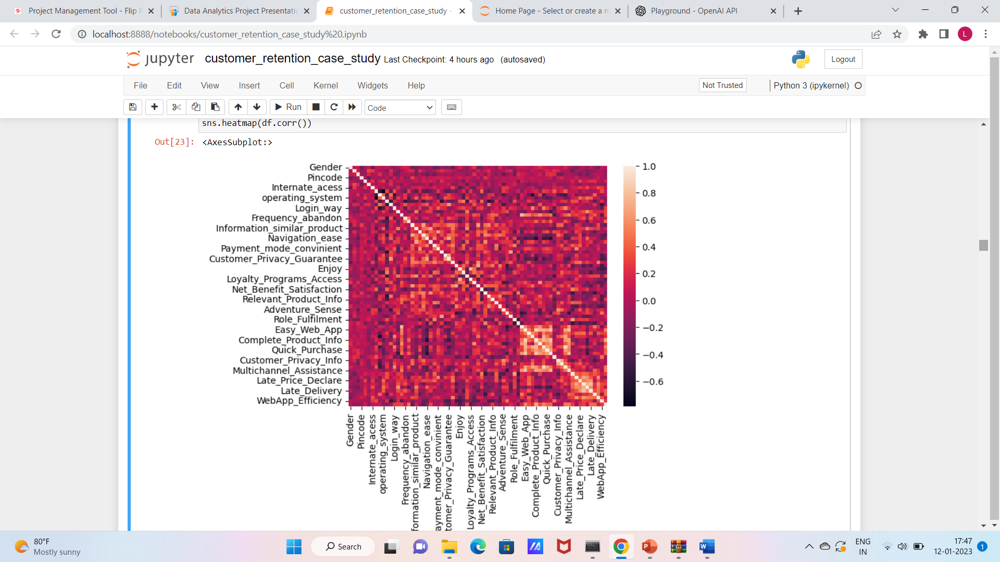 Project Management Tool - Flip R
Data Analytics Project Presentatio
customer_retention_case_study -
Home Page - Select or create a n
Playground - OpenAI API
localhost:8888/notebooks/customer_retention_case_study%20.ipynb
L
jupyter customer_retention_case_study Last Checkpoint: 4 hours ago (autosaved)
Logout
File Edit View Insert Cell Kernel Widgets Help
Not Trusted
Python 3 (ipykernel)
Run
Code
sns.heatmap(df.corr())
Out[23]: <AxesSubplot:>
Gender
Pincode
Internate_acess
operating_system
Login_way
Frequency_abandon
Information_similar_product
Navigation_ease
Payment_mode_convinient
Customer_Privacy_Guarantee
Enjoy
Loyalty_Programs_Access
Net_Benefit_Satisfaction
Relevant_Product_Info
Adventure_Sense
Role_Fulfilment
Easy_Web_App
Complete_Product_Info
Quick_Purchase
Customer_Privacy_Info
Multichannel_Assistance
Late_Price_Declare
Late_Delivery
WebApp_Efficiency
1.0
0.8
0.6
0.4
0.2
0.0
−0.2
−0.4
−0.6
Gender
Pincode
Internate_acess
operating_system
Login_way
Frequency_abandon
formation_similar_product
Navigation_ease
ayment_mode_convinient
tomer_Privacy_Guarantee
Enjoy
Loyalty_Programs_Access
Net_Benefit_Satisfaction
Relevant_Product_Info
Adventure_Sense
Role_Fulfilment
Easy_Web_App
Complete_Product_Info
Quick_Purchase
Customer_Privacy_Info
Multichannel_Assistance
Late_Price_Declare
Late_Delivery
WebApp_Efficiency
80°F
Mostly sunny
Search
ENG
IN
17:47
12-01-2023
1